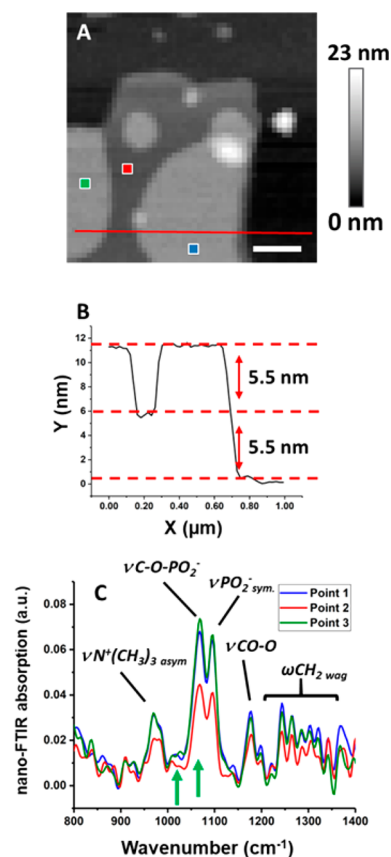 A
23 nm
0 nm
B
12
10
8
6
4
2
0
Y (nm)
5.5 nm
5.5 nm
0.00 0.20 0.40 0.60 0.80 1.00
X (µm)
C
νC-O-PO₂⁻
νPO₂⁻ sym.
Point 1
Point 2
Point 3
νN⁺(CH₃)₃ asym
νCO-O
ωCH₂ wag
0.08
0.06
0.04
0.02
0.00
nano-FTIR absorption (a.u.)
800 900 1000 1100 1200 1300 1400
Wavenumber (cm⁻¹)